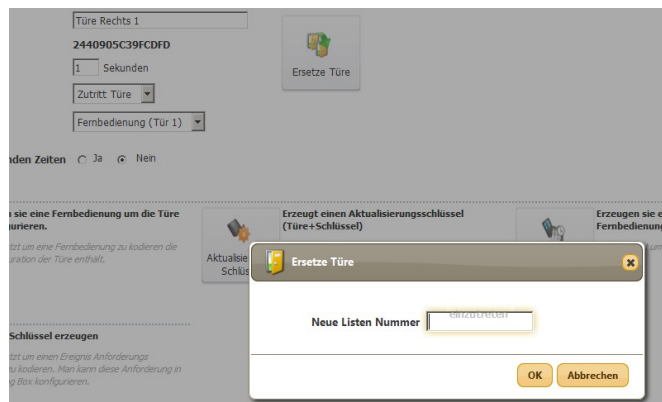 Türe Rechts 1
2440905C39FCDFD
1 Sekunden
Ersetze Türe
Zutritt Türe
Fernbedienung (Tür 1)
nden Zeiten Ja Nein
sie eine Fernbedienung um die Türe
gurieren.
tzt um eine Fernbedienung zu kodieren die
uration der Türe enthält.
Aktualisie
Schlüs
Erzeugt einen Aktualisierungsschlüssel
(Türe+Schlüssel)
Erzeugen sie e
Fernbedienung
Ersetze Türe
Neue Listen Nummer einzutreten
OK Abbrechen
Schlüssel erzeugen
tzt um einen Ereignis Anforderungs
zu kodieren. Man kann diese Anforderung in
g Box konfigurieren.